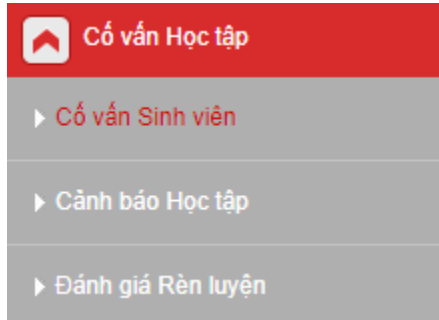 Cố vấn Học tập
Cố vấn Sinh viên
Cảnh báo Học tập
Đánh giá Rèn luyện